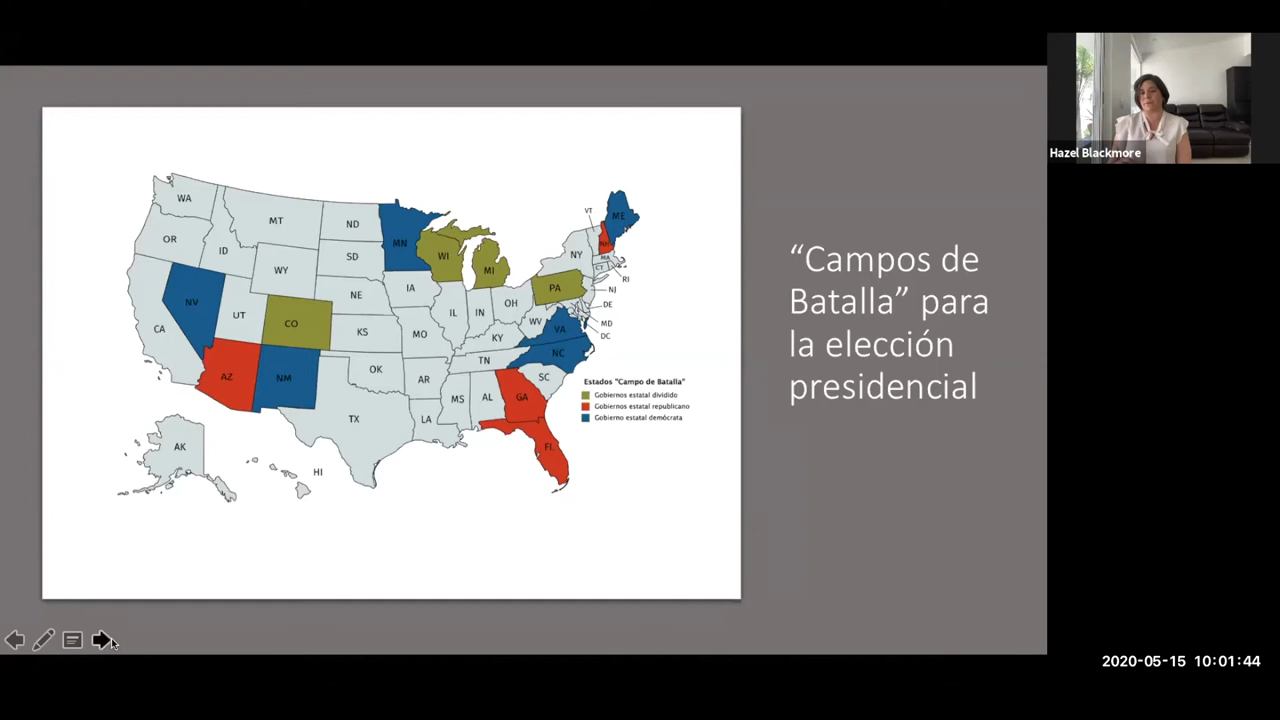 Hazel Blackmore
“Campos de
Batalla” para
la elección
presidencial
WA
MT
ND
MN
VT
ME
OR
ID
SD
WI
MI
NY
NH
MA
CT
RI
WY
IA
PA
NJ
NV
NE
OH
DE
UT
CO
IL
IN
WV
VA
MD
DC
CA
KS
MO
KY
NC
AZ
NM
OK
TN
AR
SC
MS
AL
GA
TX
LA
FL
AK
HI
Estados "Campo de Batalla"
Gobiernos estatal dividido
Gobiernos estatal republicano
Gobierno estatal demócrata
2020-05-15 10:01:44